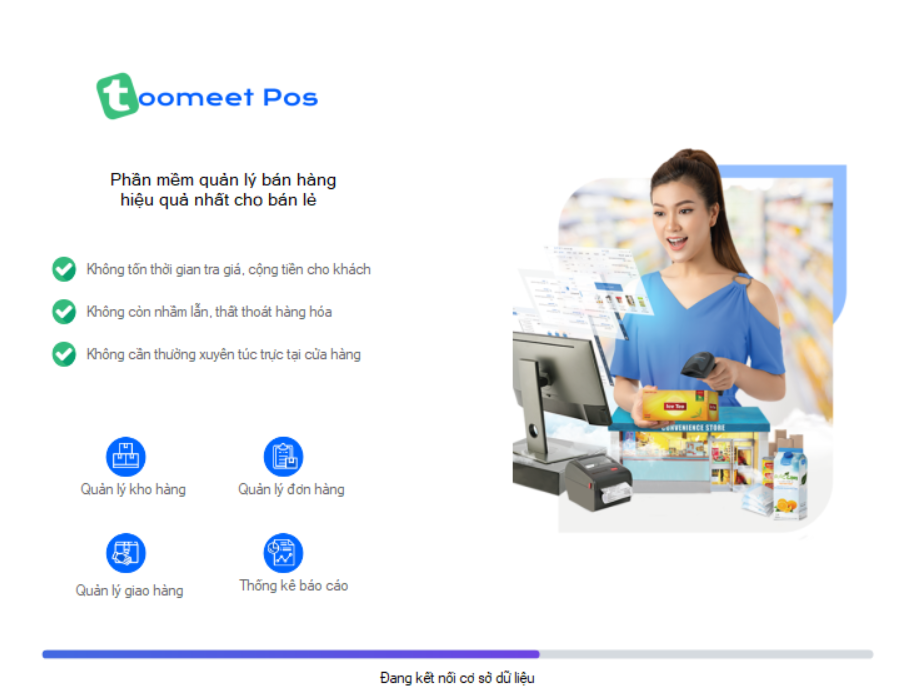 toomeet Pos
Phần mềm quản lý bán hàng
hiệu quả nhất cho bán lẻ
Không tốn thời gian tra giá, cộng tiền cho khách
Không còn nhầm lẫn, thất thoát hàng hóa
Không cần thường xuyên túc trực tại cửa hàng
Ice Tea
CONVENIENCE STORE
Quản lý kho hàng
Quản lý đơn hàng
Quản lý giao hàng
Thống kê báo cáo
Đang kết nối cơ sở dữ liệu